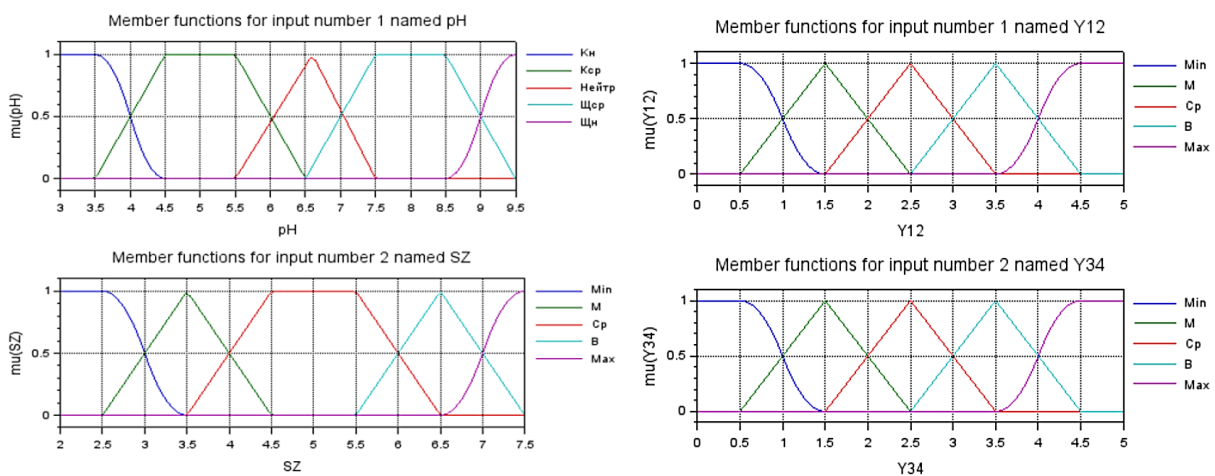 Member functions for input number 1 named pH
mu(pH)
1
0.5
0
3 3.5 4 4.5 5 5.5 6 6.5 7 7.5 8 8.5 9 9.5
pH
Кн
Кср
Нейтр
Щср
Щн
Member functions for input number 1 named Y12
mu(Y12)
1
0.5
0
0 0.5 1 1.5 2 2.5 3 3.5 4 4.5 5
Y12
Min
М
Ср
В
Max
Member functions for input number 2 named SZ
mu(SZ)
1
0.5
0
2 2.5 3 3.5 4 4.5 5 5.5 6 6.5 7 7.5
SZ
Min
М
Ср
В
Max
Member functions for input number 2 named Y34
mu(Y34)
1
0.5
0
0 0.5 1 1.5 2 2.5 3 3.5 4 4.5 5
Y34
Min
М
Ср
В
Max